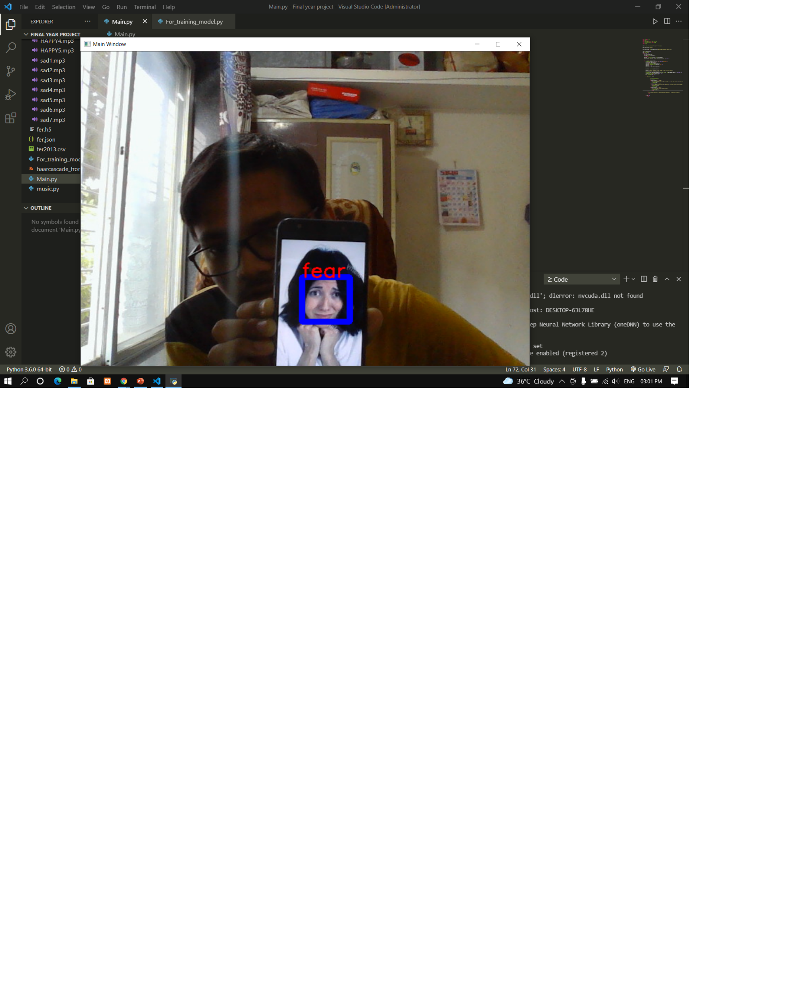 File Edit Selection View Go Run Terminal Help
Main.py - Final year project - Visual Studio Code [Administrator]
EXPLORER
Main.py
For_training_model.py
FINAL YEAR PROJECT
Main.py
HAPPY4.mp3
HAPPY5.mp3
sad1.mp3
sad2.mp3
sad3.mp3
sad4.mp3
sad5.mp3
sad6.mp3
sad7.mp3
fer.h5
fer.json
fer2013.csv
For_training_mod
haarcascade_fron
Main.py
music.py
OUTLINE
No symbols found
document 'Main.py
Main Window
fear
2: Code
dll'; dlerror: nvcuda.dll not found
ost: DESKTOP-63L78HE
ep Neural Network Library (oneDNN) to use the
set
e enabled (registered 2)
Python 3.6.0 64-bit 0 0
Ln 72, Col 31 Spaces: 4 UTF-8 LF Python Go Live
36°C Cloudy ENG 03:01 PM